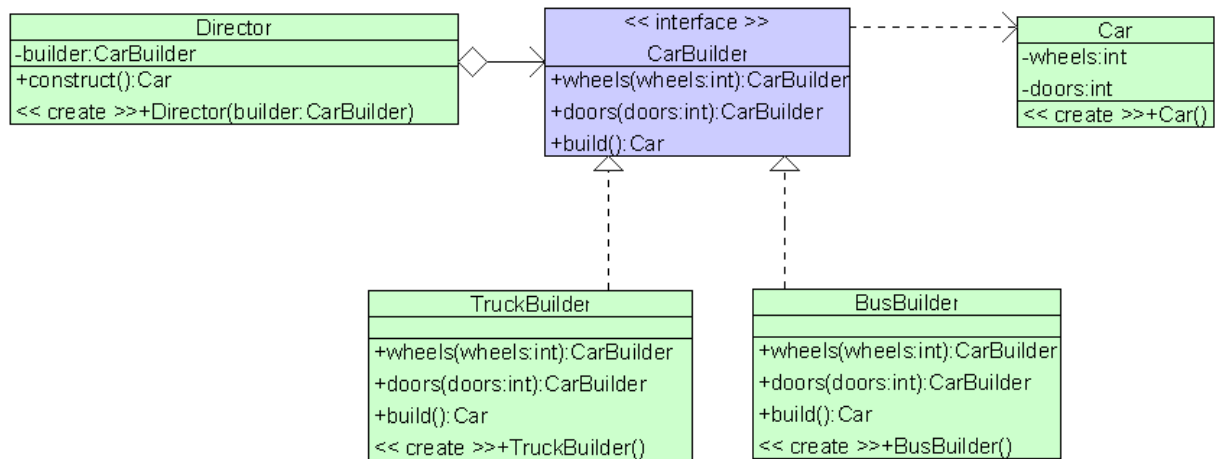 Director
-builder:CarBuilder
+construct():Car
<< create >>+Director(builder:CarBuilder)
<< interface >>
CarBuilder
+wheels(wheels:int):CarBuilder
+doors(doors:int):CarBuilder
+build():Car
Car
-wheels:int
-doors:int
<< create >>+Car()
TruckBuilder
+wheels(wheels:int):CarBuilder
+doors(doors:int):CarBuilder
+build():Car
<< create >>+TruckBuilder()
BusBuilder
+wheels(wheels:int):CarBuilder
+doors(doors:int):CarBuilder
+build():Car
<< create >>+BusBuilder()